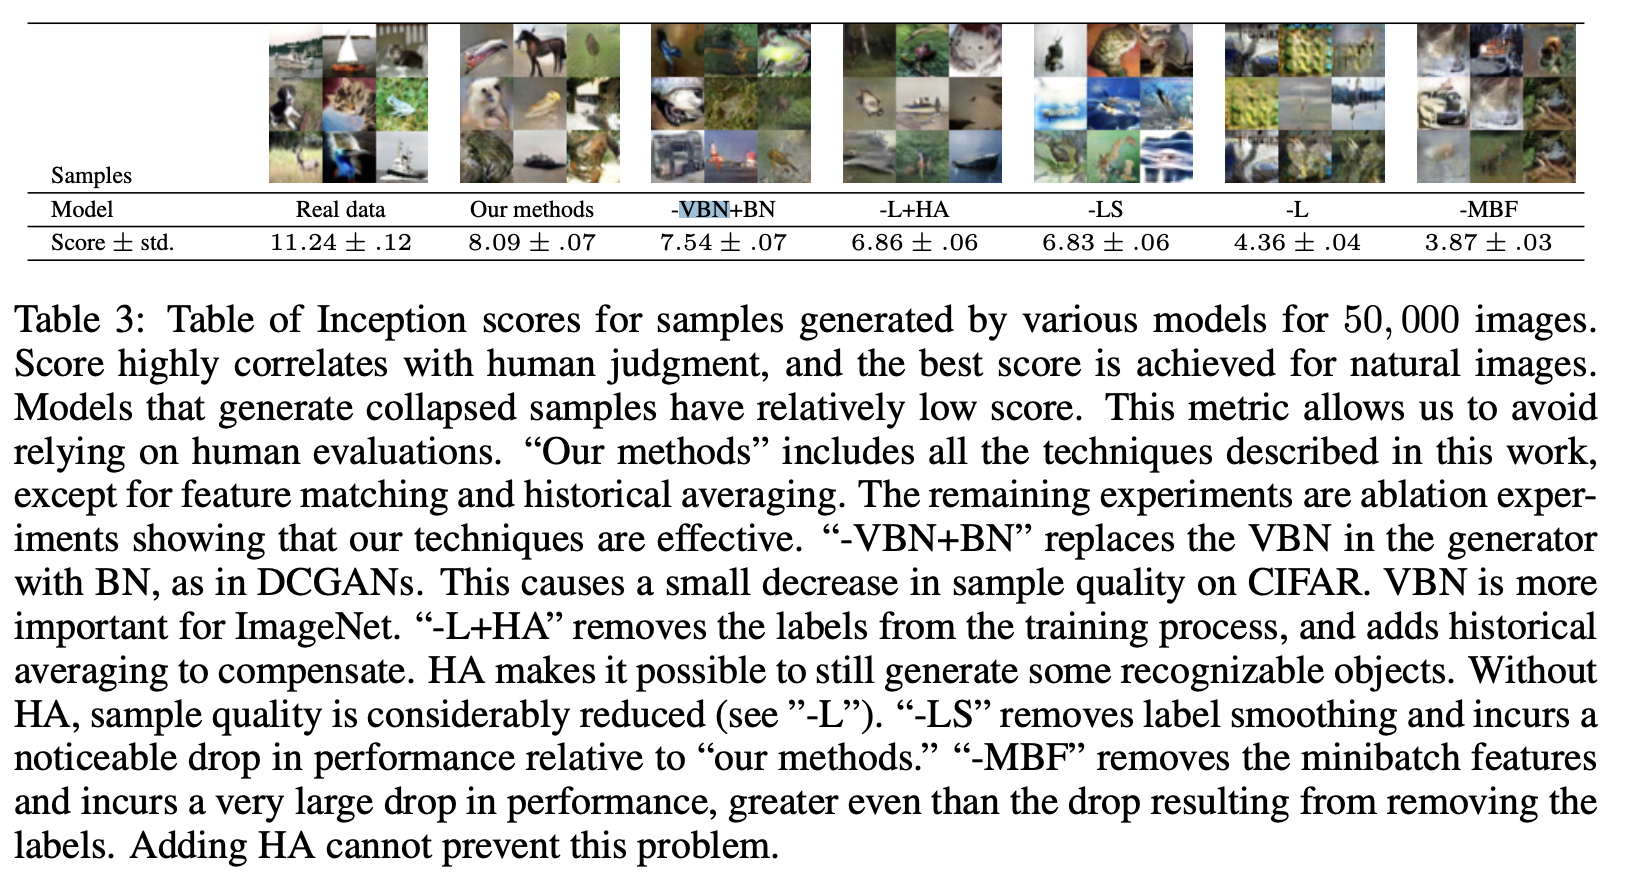 Samples
Model Real data Our methods -VBN+BN -L+HA -LS -L -MBF
Score ± std. 11.24 ± .12 8.09 ± .07 7.54 ± .07 6.86 ± .06 6.83 ± .06 4.36 ± .04 3.87 ± .03
Table 3: Table of Inception scores for samples generated by various models for 50, 000 images.
Score highly correlates with human judgment, and the best score is achieved for natural images.
Models that generate collapsed samples have relatively low score. This metric allows us to avoid
relying on human evaluations. “Our methods” includes all the techniques described in this work,
except for feature matching and historical averaging. The remaining experiments are ablation exper-
iments showing that our techniques are effective. “-VBN+BN” replaces the VBN in the generator
with BN, as in DCGANs. This causes a small decrease in sample quality on CIFAR. VBN is more
important for ImageNet. “-L+HA” removes the labels from the training process, and adds historical
averaging to compensate. HA makes it possible to still generate some recognizable objects. Without
HA, sample quality is considerably reduced (see ”-L”). “-LS” removes label smoothing and incurs a
noticeable drop in performance relative to “our methods.” “-MBF” removes the minibatch features
and incurs a very large drop in performance, greater even than the drop resulting from removing the
labels. Adding HA cannot prevent this problem.